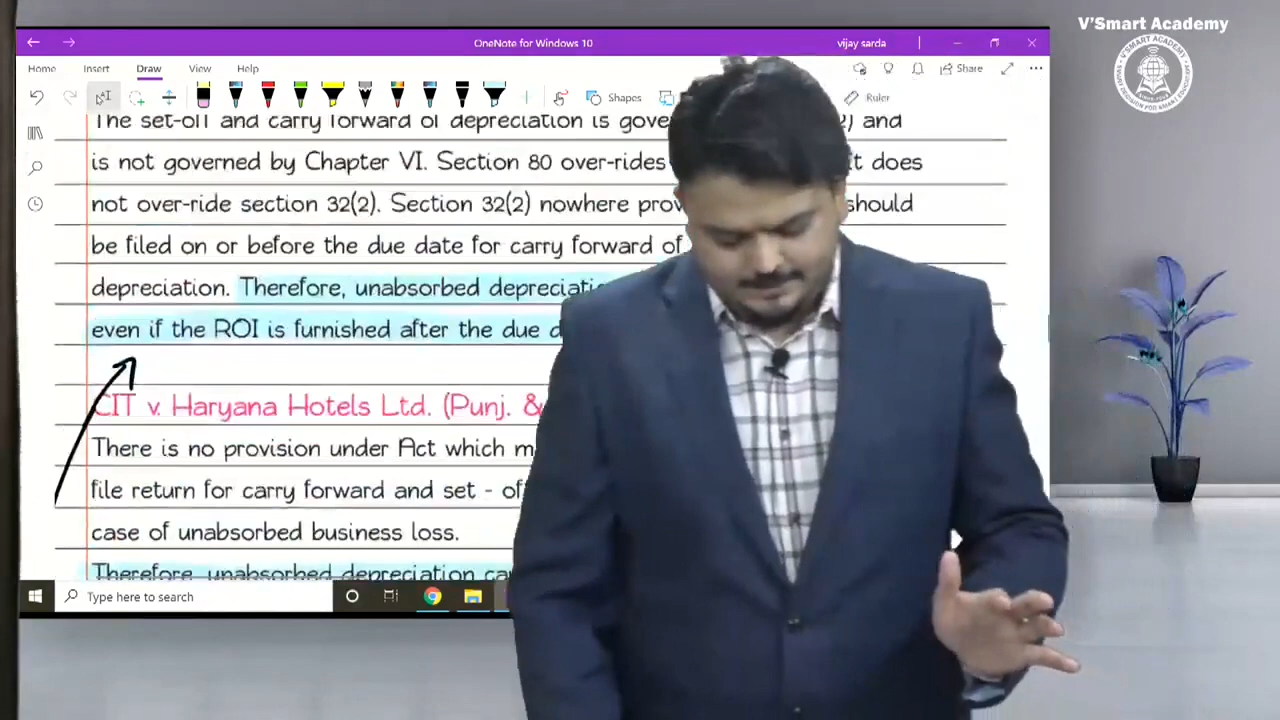 V'Smart Academy
OneNote for Windows 10
vijay sarda
Home Insert Draw View Help
Share
Shapes
Ruler
The set-off and carry forward of depreciation is 2) and
is not governed by Chapter VI. Section 80 over-rides It does
not over-ride section 32(2). Section 32(2) nowhere should
be filed on or before the due date for carry forward of
depreciation. Therefore, unabsorbed
even if the ROI is furnished after the due
CIT v. Haryana Hotels Ltd. (Punj. &
There is no provision under Act which
file return for carry forward and set -
case of unabsorbed business loss.
Therefore, unabsorbed depreciation
Type here to search